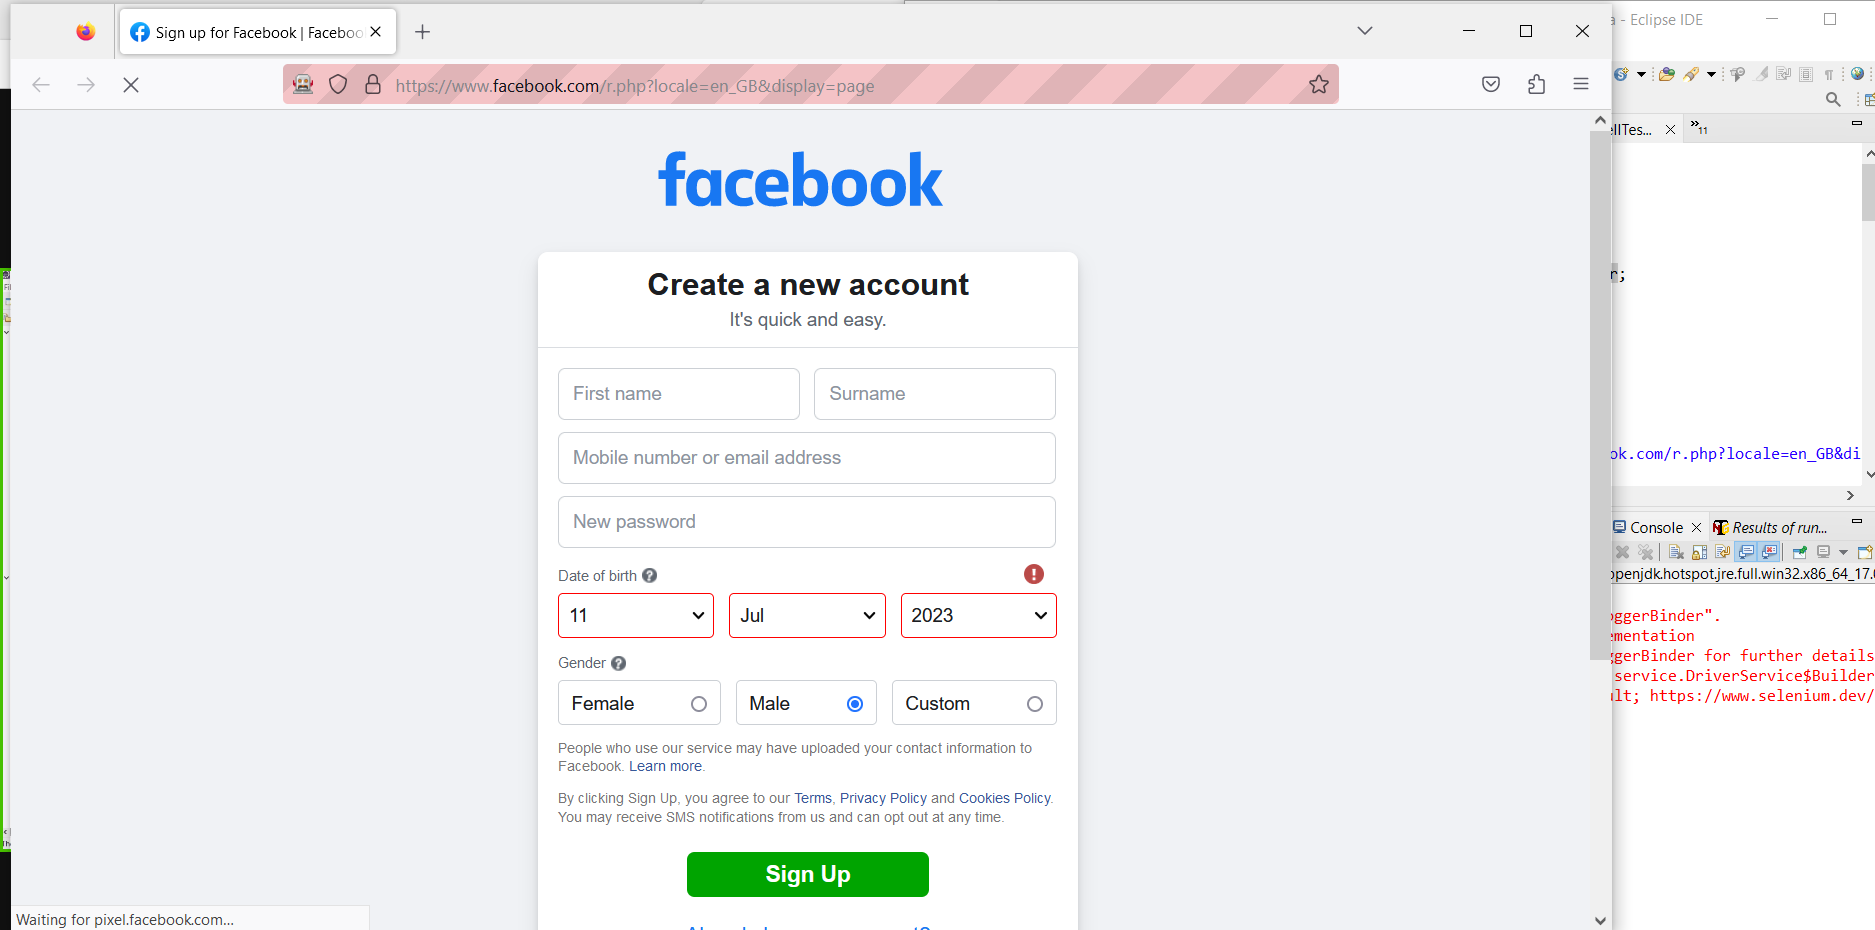 Sign up for Facebook | Faceboo
https://www.facebook.com/r.php?locale=en_GB&display=page
facebook
Create a new account
It's quick and easy.
First name
Surname
Mobile number or email address
New password
Date of birth
11
Jul
2023
Gender
Female
Male
Custom
People who use our service may have uploaded your contact information to
Facebook. Learn more.
By clicking Sign Up, you agree to our Terms, Privacy Policy and Cookies Policy.
You may receive SMS notifications from us and can opt out at any time.
Sign Up
Waiting for pixel.facebook.com...
a - Eclipse IDE
ellTes...
»11
r;
ok.com/r.php?locale=en_GB&di
Console
Results of run...
openjdk.hotspot.jre.full.win32.x86_64_17.
oggerBinder".
ementation
ggerBinder for further details
service.DriverService$Builder
ult; https://www.selenium.dev/